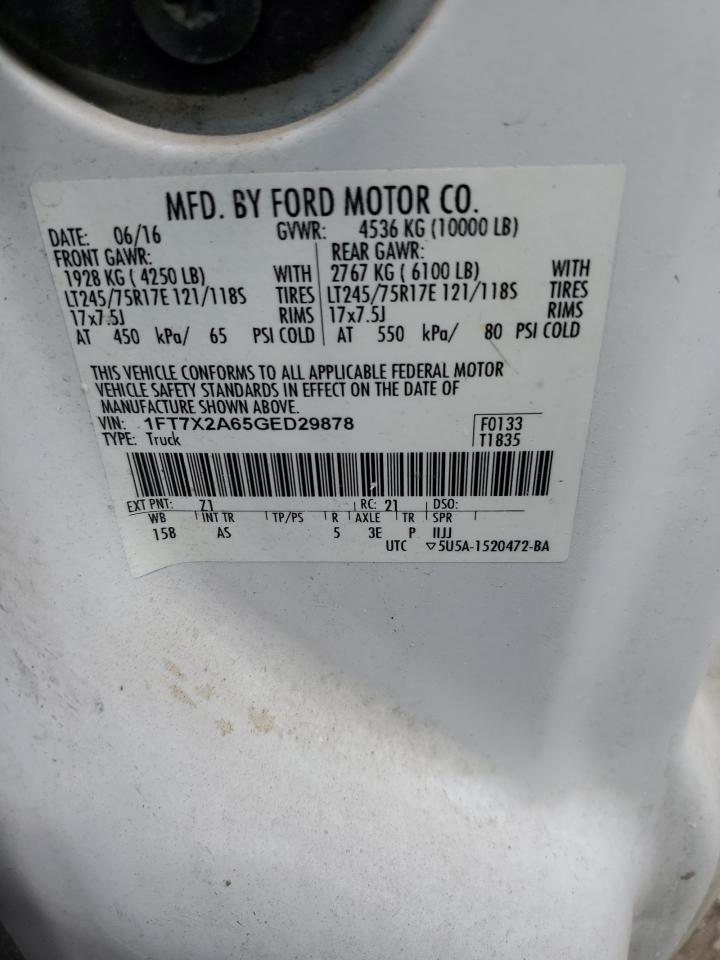 MFD. BY FORD MOTOR CO.
DATE: 06/16 GVWR: 4536 KG (10000 LB)
FRONT GAWR: REAR GAWR:
1928 KG ( 4250 LB) WITH 2767 KG ( 6100 LB) WITH
LT245/75R17E 121/118S TIRES LT245/75R17E 121/118S TIRES
17x7.5J RIMS 17x7.5J RIMS
AT 450 kPa/ 65 PSI COLD AT 550 kPa/ 80 PSI COLD
THIS VEHICLE CONFORMS TO ALL APPLICABLE FEDERAL MOTOR
VEHICLE SAFETY STANDARDS IN EFFECT ON THE DATE OF
MANUFACTURE SHOWN ABOVE.
VIN: 1FT7X2A65GED29878 F0133
TYPE: Truck T1835
EXT PNT: Z1 RC: 21 DSO:
WB INT TR TP/PS R AXLE TR SPR
158 AS 5 3E P IIJJ
UTC ▽5U5A-1520472-BA